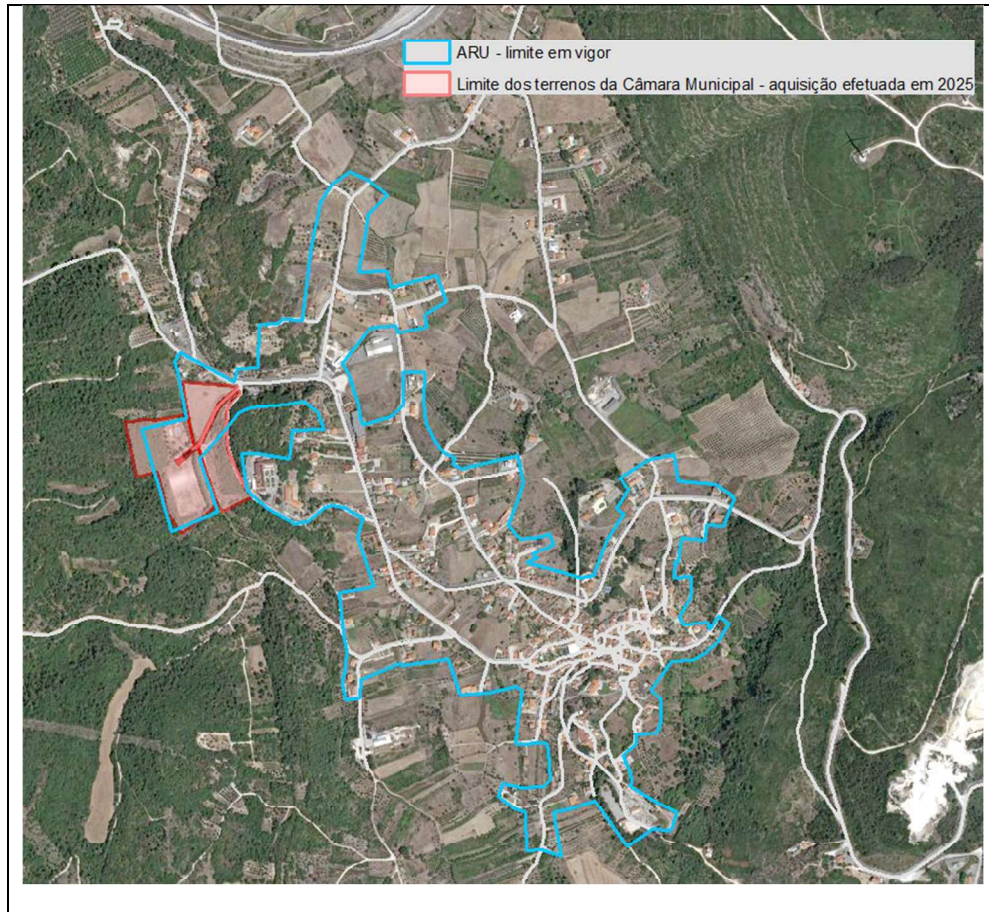 ARU - limite em vigor
Limite dos terrenos da Câmara Municipal - aquisição efetuada em 2025